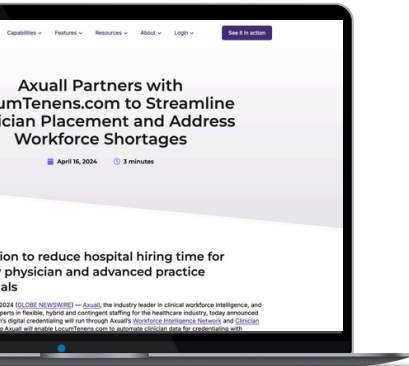 Capabilities Features Resources About Login See it in action
Axuall Partners with
umTenens.com to Streamline
ician Placement and Address
Workforce Shortages
April 16, 2024 3 minutes
ion to reduce hospital hiring time for
physician and advanced practice
als
2024 (GLOBE NEWSWIRE) — Axuall, the industry leader in clinical workforce intelligence, and
perts in flexible, hybrid and contingent staffing for the healthcare industry, today announced
n's digital credentialing will run through Axuall's Workforce Intelligence Network and Clinician
o Axuall will enable LocumTenens.com to automate clinician data for credentialing with